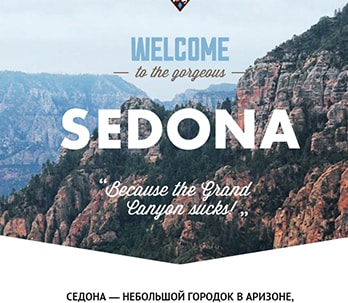 WELCOME
— to the gorgeous —
SEDONA
“Because the Grand
Canyon sucks!„
СЕДОНА — НЕБОЛЬШОЙ ГОРОДОК В АРИЗОНЕ,